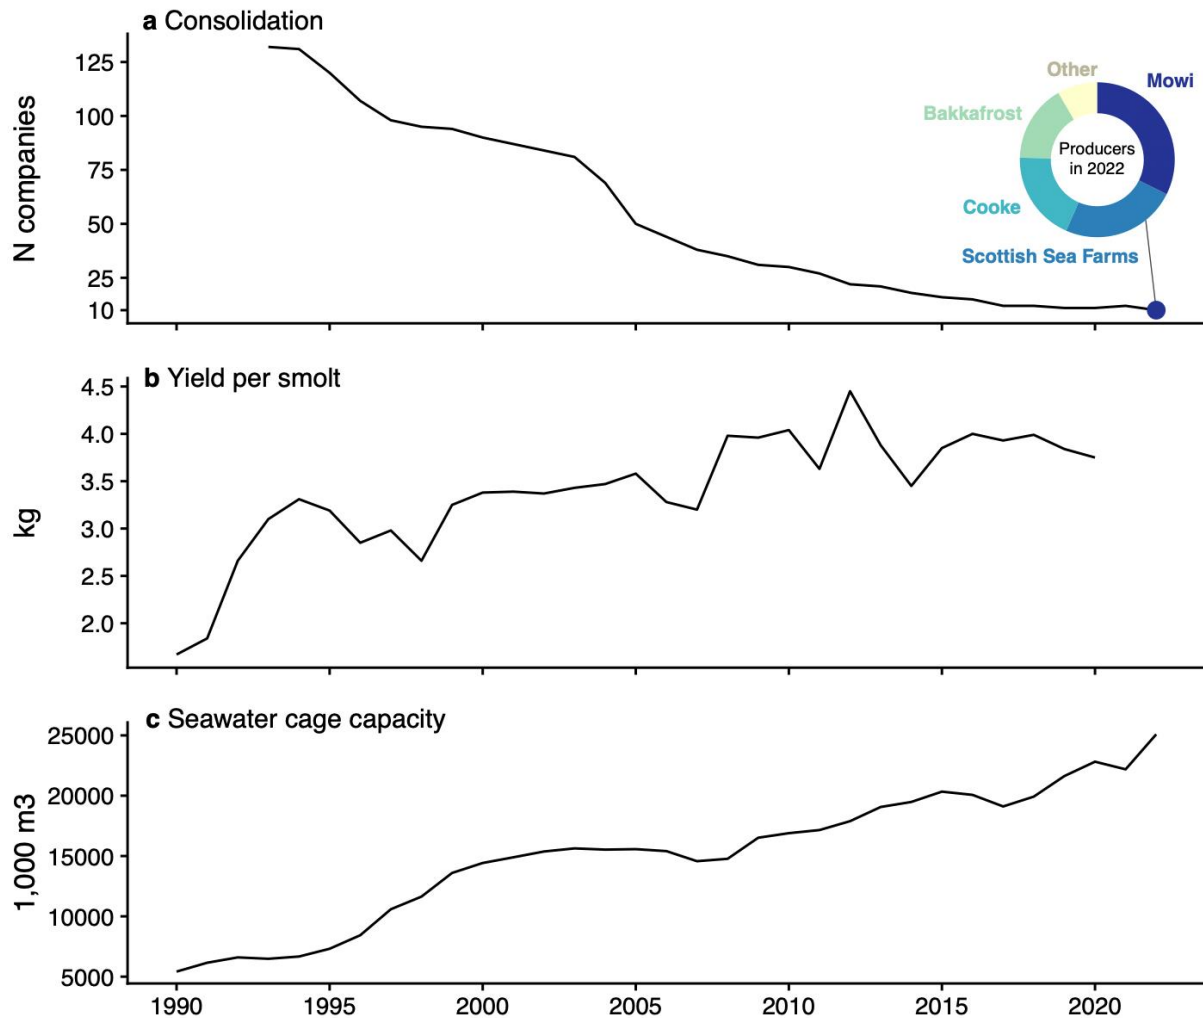 a Consolidation
N companies
125
100
75
50
25
10
Other
Mowi
Bakkafrost
Producers
in 2022
Cooke
Scottish Sea Farms
b Yield per smolt
kg
4.5
4.0
3.5
3.0
2.5
2.0
c Seawater cage capacity
1,000 m3
25000
20000
15000
10000
5000
1990 1995 2000 2005 2010 2015 2020